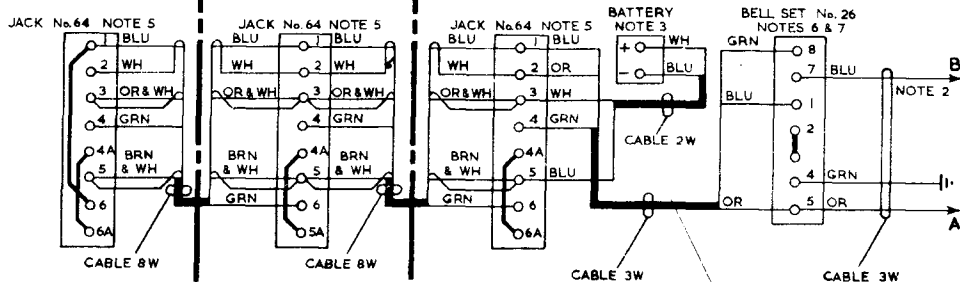 JACK No.64 NOTE 5
1 BLU
2 WH
3 OR & WH
4 GRN
4A
5 BRN & WH
6
6A
CABLE 8W
JACK No.64 NOTE 5
BLU 1 BLU
WH 2 WH
OR & WH 3 OR & WH
4 GRN
4A
BRN & WH 5 BRN & WH
GRN 6
5A
CABLE 8W
JACK No.64 NOTE 5
BLU 1 BLU
WH 2 OR
OR & WH 3 WH
4 GRN
4A
BRN & WH 5 BLU
GRN 6
6A
BATTERY
NOTE 3
+ WH
− BLU
CABLE 2W
CABLE 3W
BELL SET No. 26
NOTES 6 & 7
GRN 8
7 BLU B
NOTE 2
BLU 1
2
4 GRN
OR 5 OR A
CABLE 3W